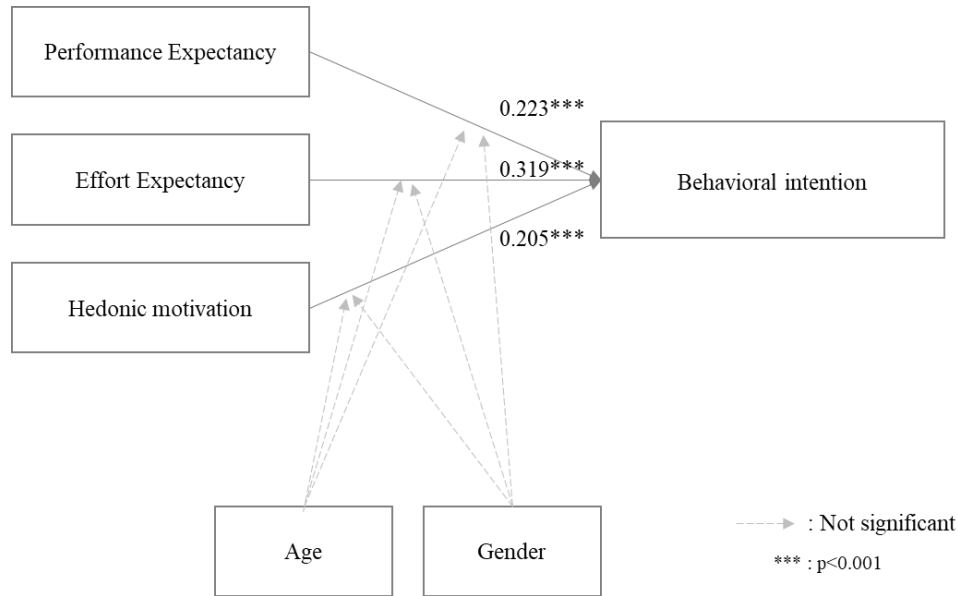 Performance Expectancy
0.223***
Effort Expectancy
0.319***
Behavioral intention
0.205***
Hedonic motivation
Age
Gender
: Not significant
*** : p<0.001